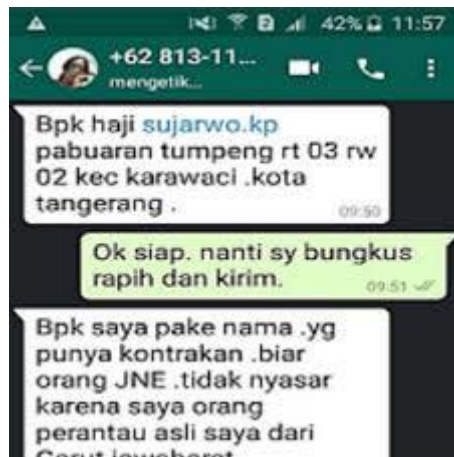 42% 11:57
+62 813-11...
mengetik...
Bpk haji sujarwo.kp
pabuaran tumpeng rt 03 rw
02 kec karawaci .kota
tangerang .
09:50
Ok siap. nanti sy bungkus
rapih dan kirim.
09:51
Bpk saya pake nama .yg
punya kontrakan .biar
orang JNE .tidak nyasar
karena saya orang
perantau asli saya dari